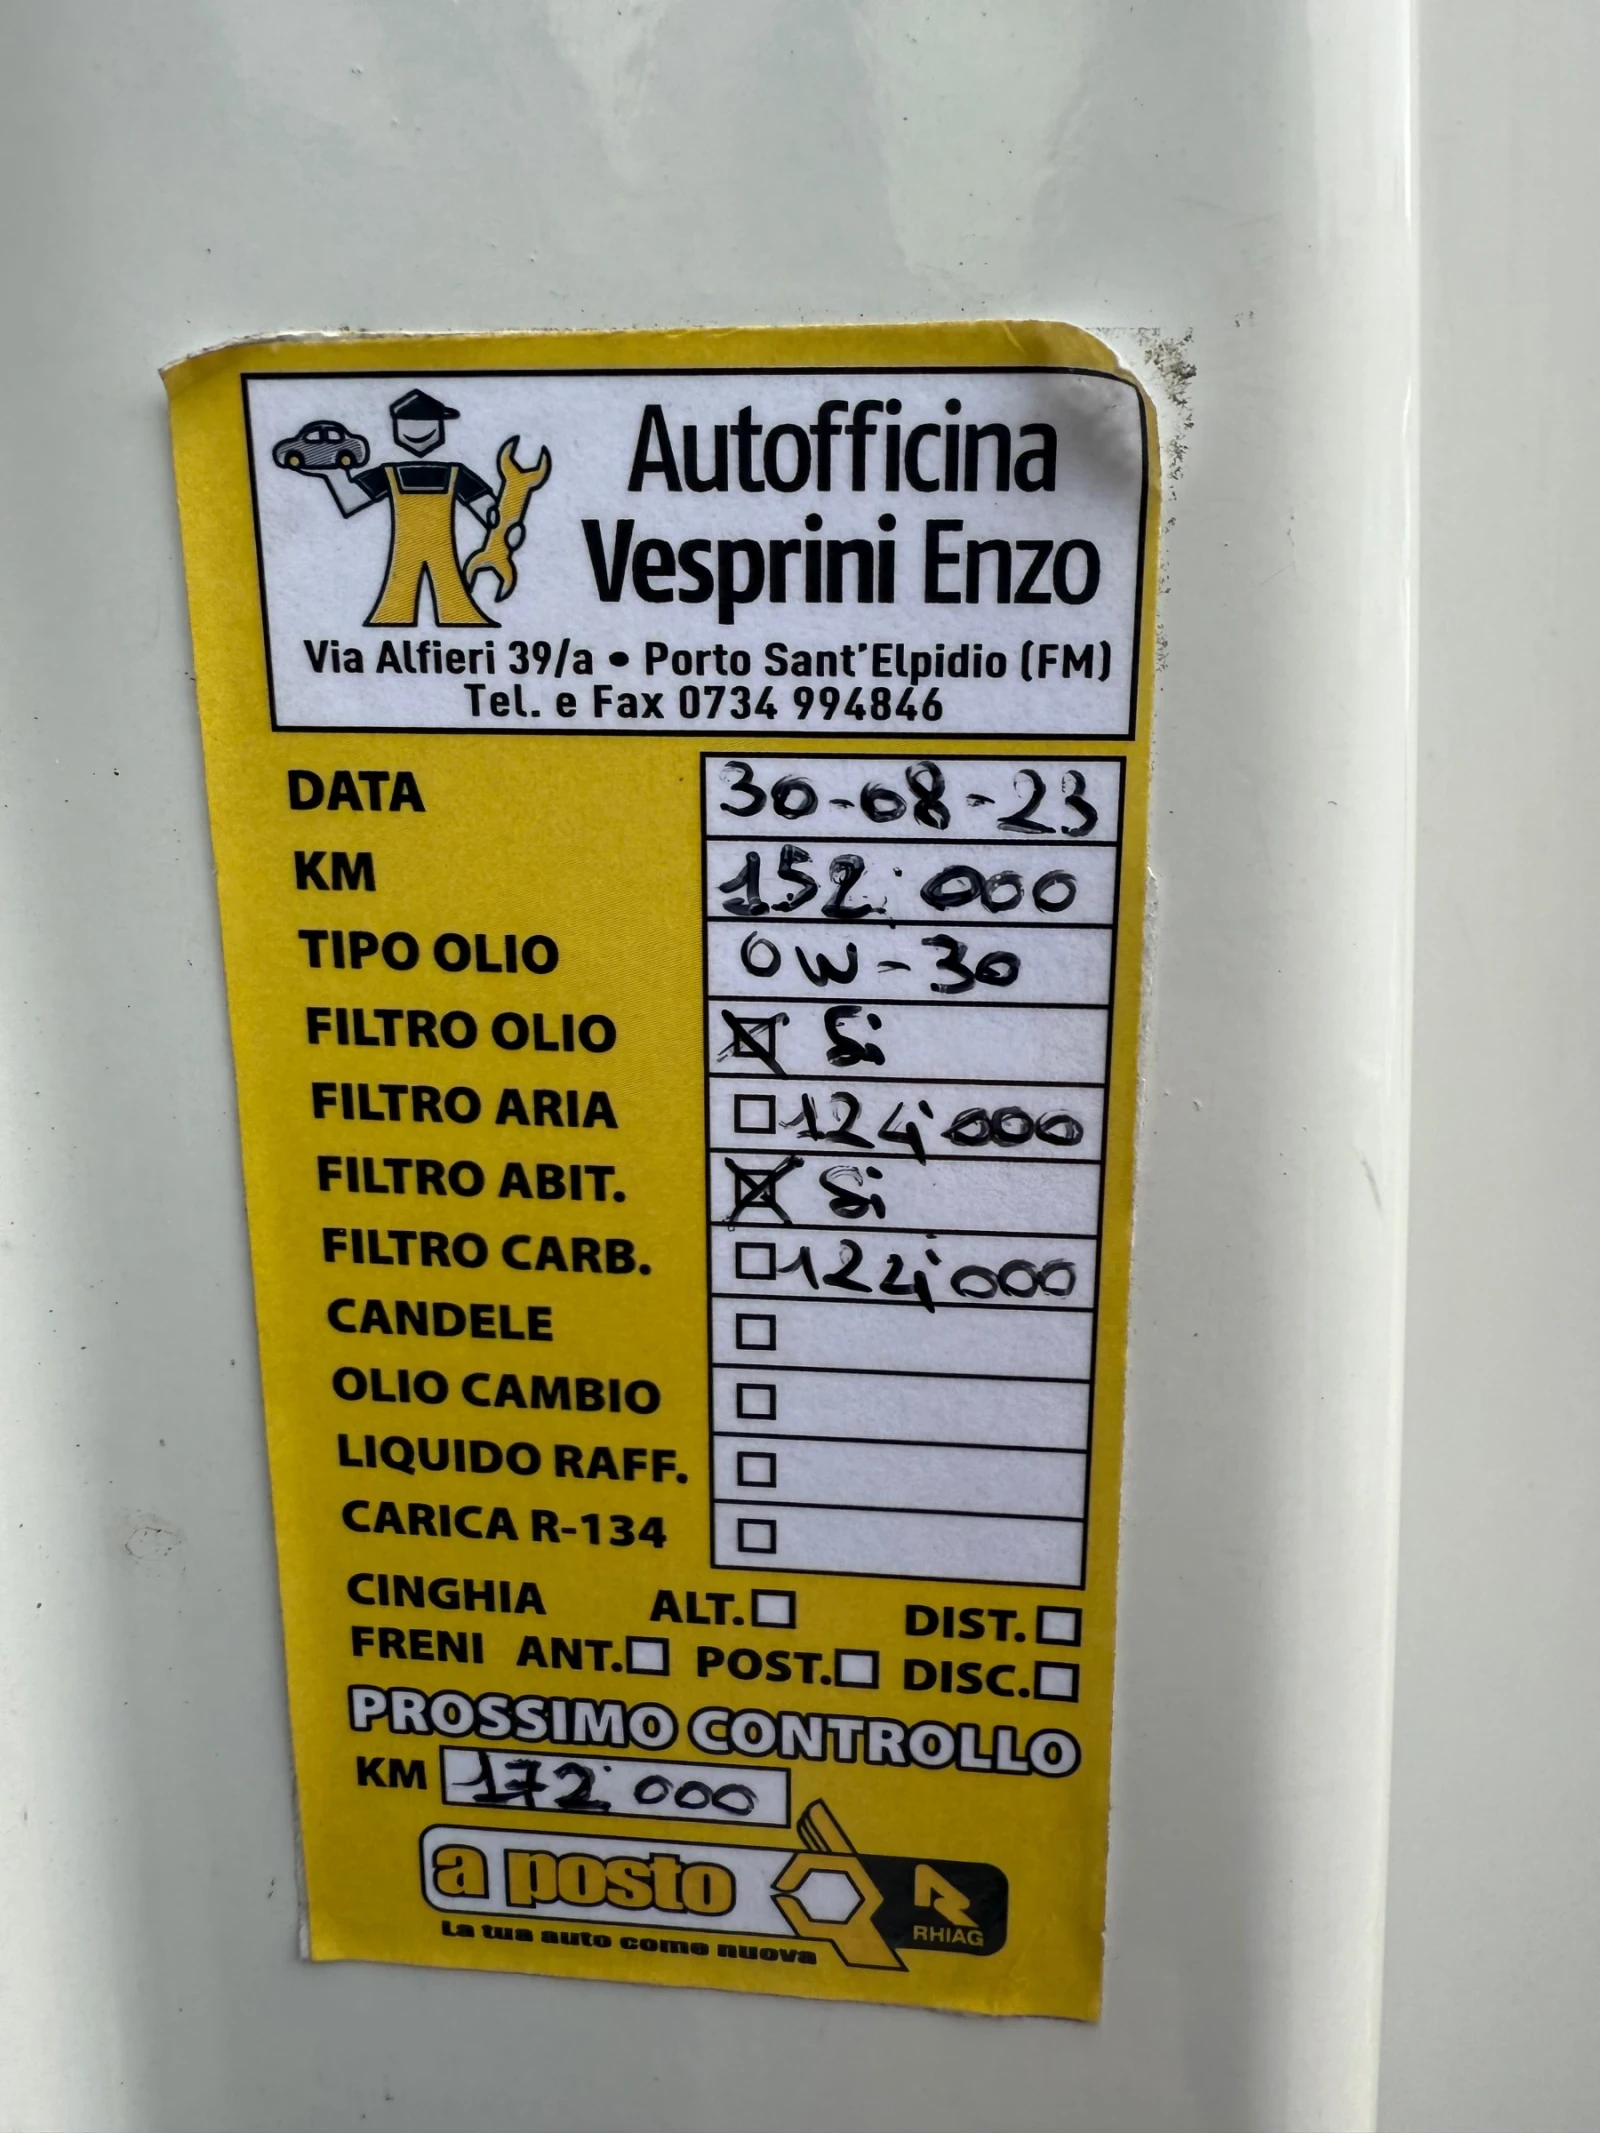 Autofficina
Vesprini Enzo
Via Alfieri 39/a • Porto Sant'Elpidio (FM)
Tel. e Fax 0734 994846
DATA 30-08-23
KM 152.000
TIPO OLIO 0W-30
FILTRO OLIO ☒ Si
FILTRO ARIA ☐ 124.000
FILTRO ABIT. ☒ Si
FILTRO CARB. ☐ 124.000
CANDELE ☐
OLIO CAMBIO ☐
LIQUIDO RAFF. ☐
CARICA R-134 ☐
CINGHIA ALT. ☐ DIST. ☐
FRENI ANT. ☐ POST. ☐ DISC. ☐
PROSSIMO CONTROLLO
KM 172.000
a posto
RHIAG
La tua auto come nuova